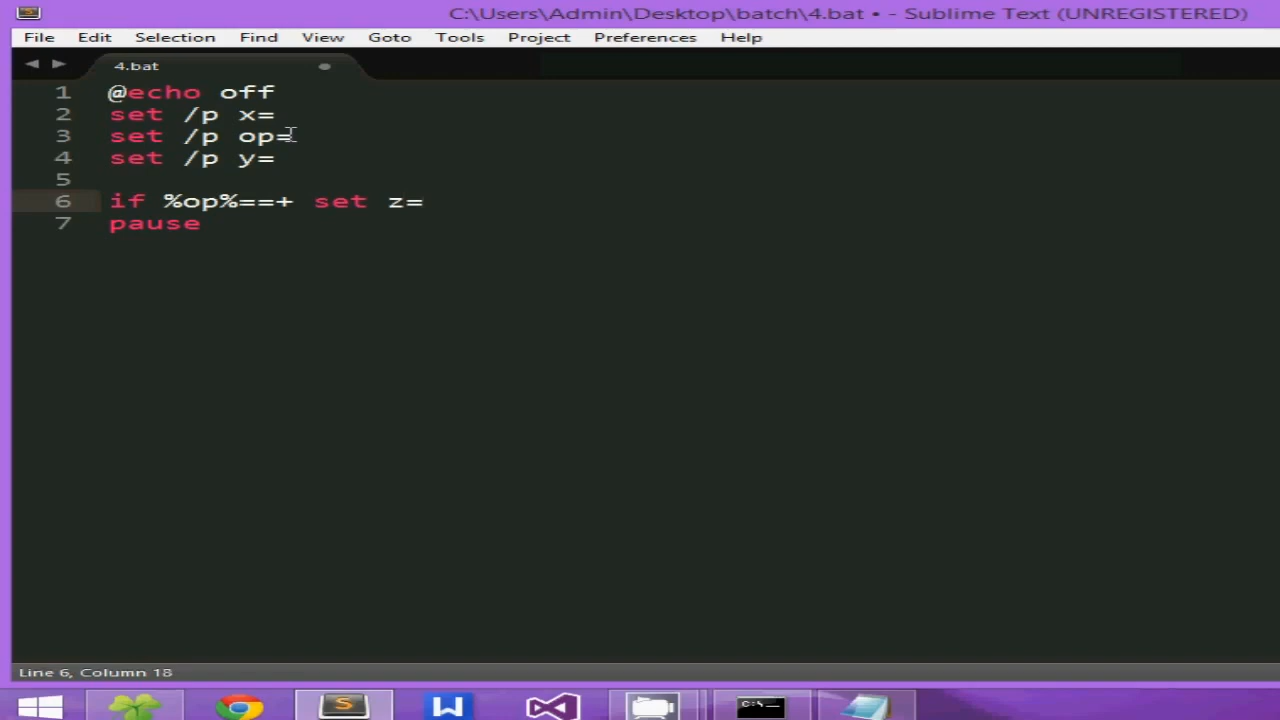 C:\Users\Admin\Desktop\batch\4.bat • - Sublime Text (UNREGISTERED)
File Edit Selection Find View Goto Tools Project Preferences Help
4.bat
1 @echo off
2 set /p x=
3 set /p op=
4 set /p y=
5
6 if %op%==+ set z=
7 pause
Line 6, Column 18
S
W
C:\